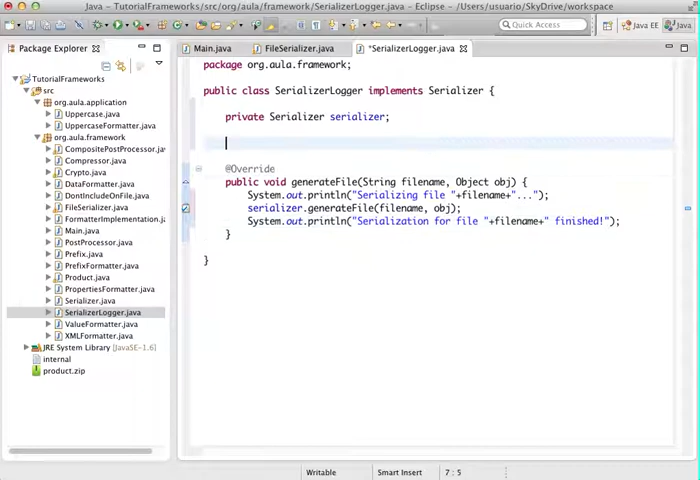 Java - TutorialFrameworks/src/org/aula/framework/SerializerLogger.java - Eclipse - /Users/usuario/SkyDrive/workspace
Quick Access
Java EE
Java
Package Explorer
Main.java
FileSerializer.java
*SerializerLogger.java
TutorialFrameworks
src
org.aula.application
Uppercase.java
UppercaseFormatter.java
org.aula.framework
CompositePostProcessor.java
Compressor.java
Crypto.java
DataFormatter.java
DontIncludeOnFile.java
FileSerializer.java
FormatterImplementation.ja
Main.java
PostProcessor.java
Prefix.java
PrefixFormatter.java
Product.java
PropertiesFormatter.java
Serializer.java
SerializerLogger.java
ValueFormatter.java
XMLFormatter.java
JRE System Library [JavaSE-1.6]
internal
product.zip
package org.aula.framework;
public class SerializerLogger implements Serializer {
private Serializer serializer;
@Override
public void generateFile(String filename, Object obj) {
System.out.println("Serializing file "+filename+"...");
serializer.generateFile(filename, obj);
System.out.println("Serialization for file "+filename+" finished!");
}
}
Writable
Smart Insert
7 : 5